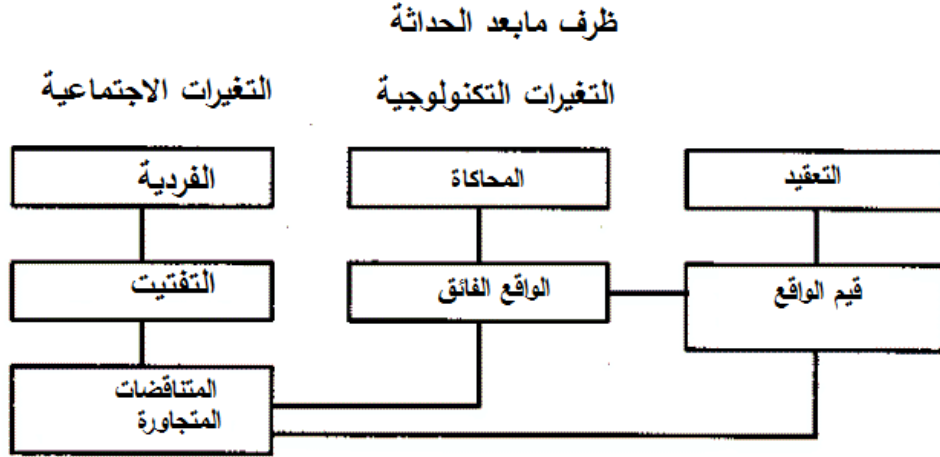 ظرف مابعد الحداثة
التغيرات التكنولوجية
التغيرات الاجتماعية
التعقيد
المحاكاة
الفردية
قيم الواقع
الواقع الفائق
التفتيت
المتناقضات
المتجاورة